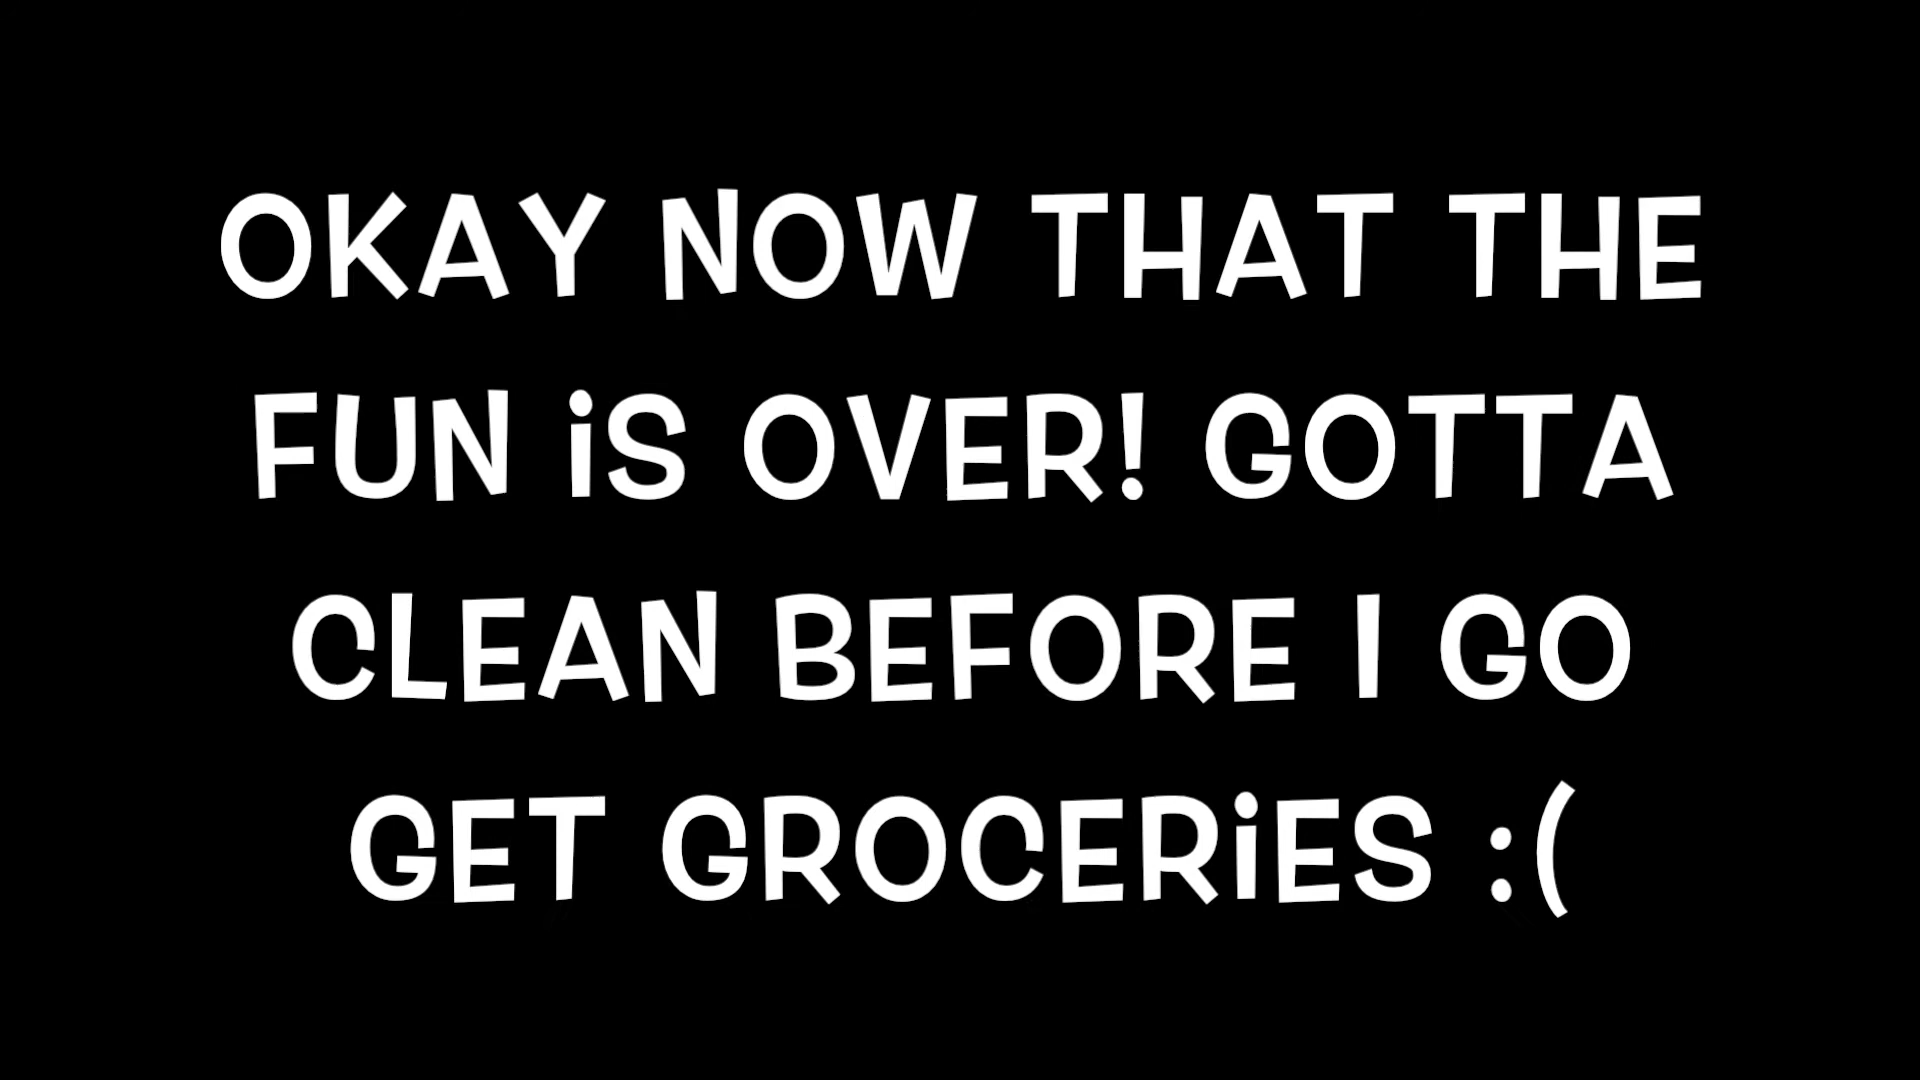 OKAY NOW THAT THE
FUN iS OVER! GOTTA
CLEAN BEFORE I GO
GET GROCERiES :(